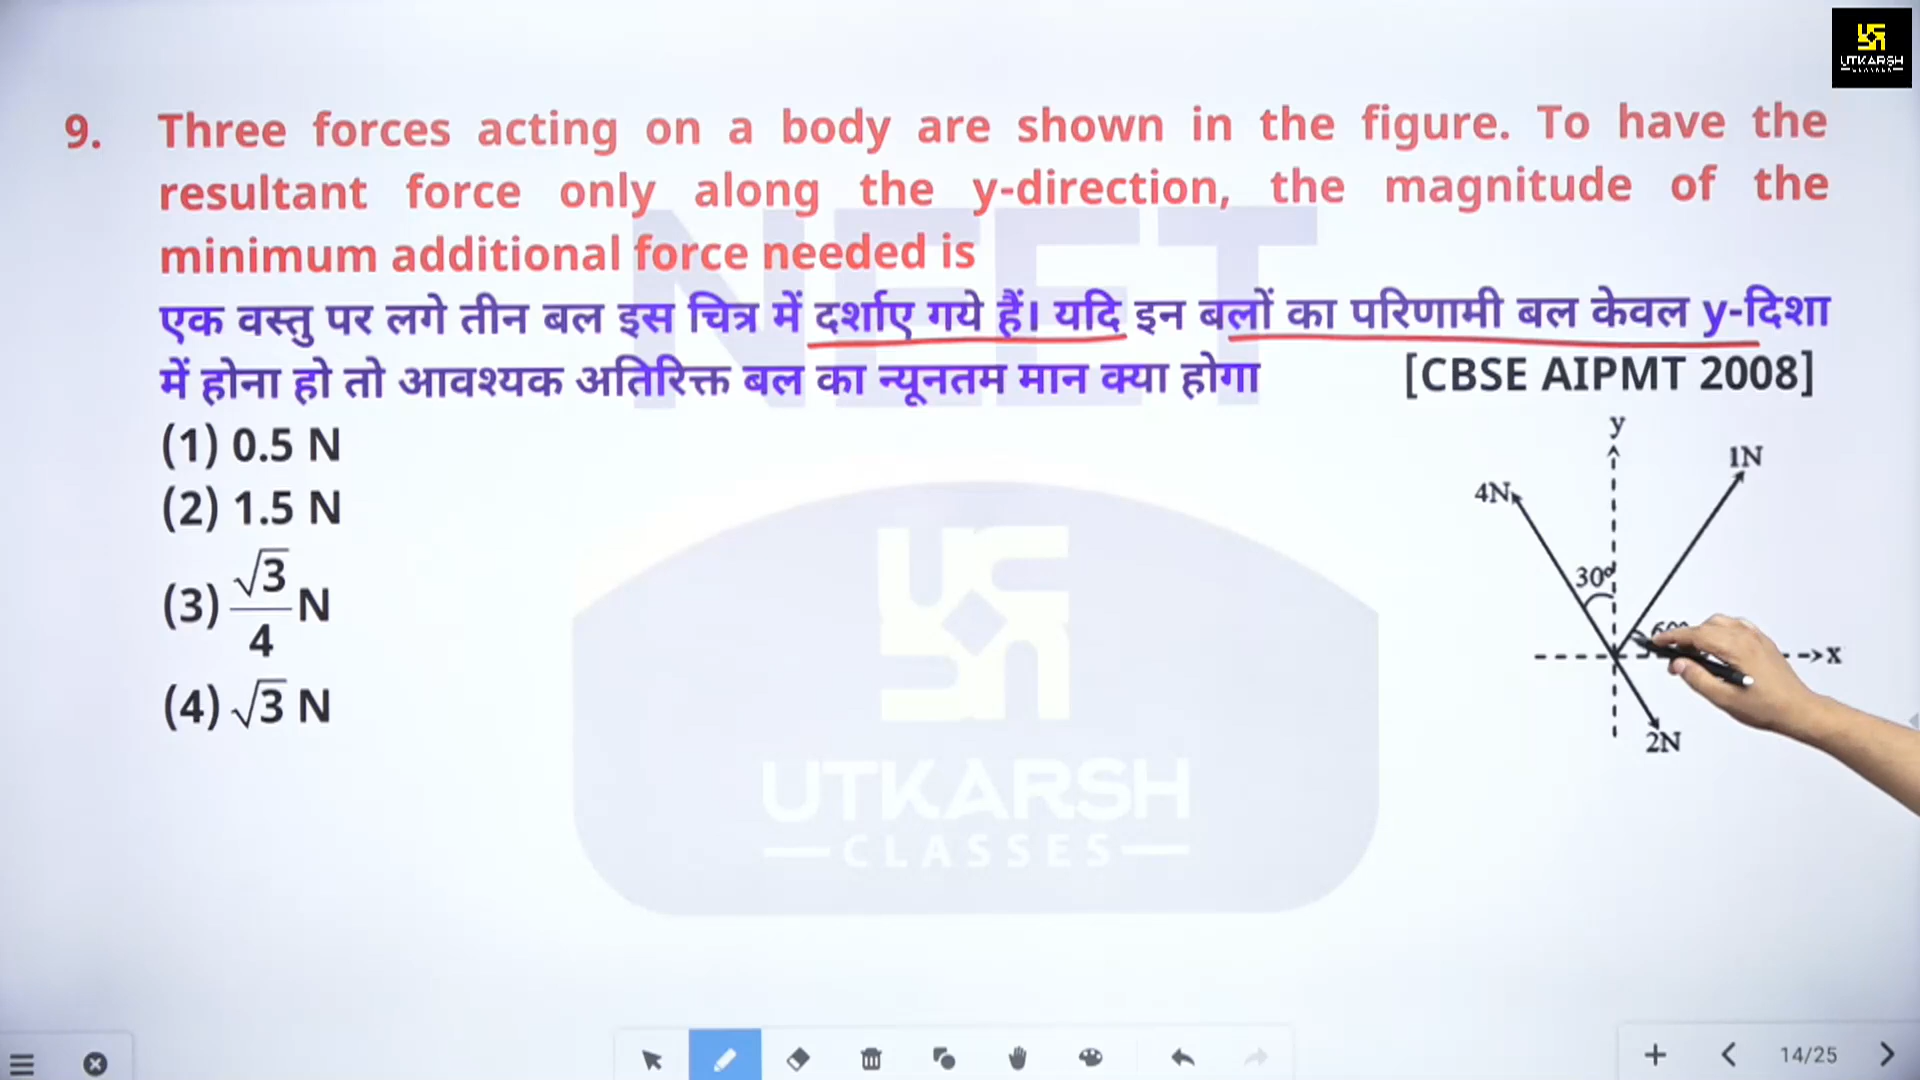 UTKARSH
CLASSES
9. Three forces acting on a body are shown in the figure. To have the
resultant force only along the y-direction, the magnitude of the
minimum additional force needed is
एक वस्तु पर लगे तीन बल इस चित्र में दर्शाए गये हैं। यदि इन बलों का परिणामी बल केवल y-दिशा
में होना हो तो आवश्यक अतिरिक्त बल का न्यूनतम मान क्या होगा [CBSE AIPMT 2008]
(1) 0.5 N
(2) 1.5 N
(3) √3/4 N
(4) √3 N
y
1N
4N
30°
x
2N
NEET
UTKARSH
CLASSES
14/25